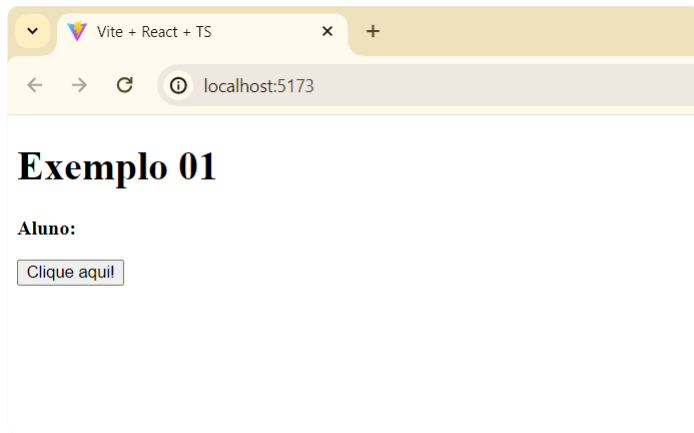 Vite + React + TS
localhost:5173
Exemplo 01
Aluno:
Clique aqui!